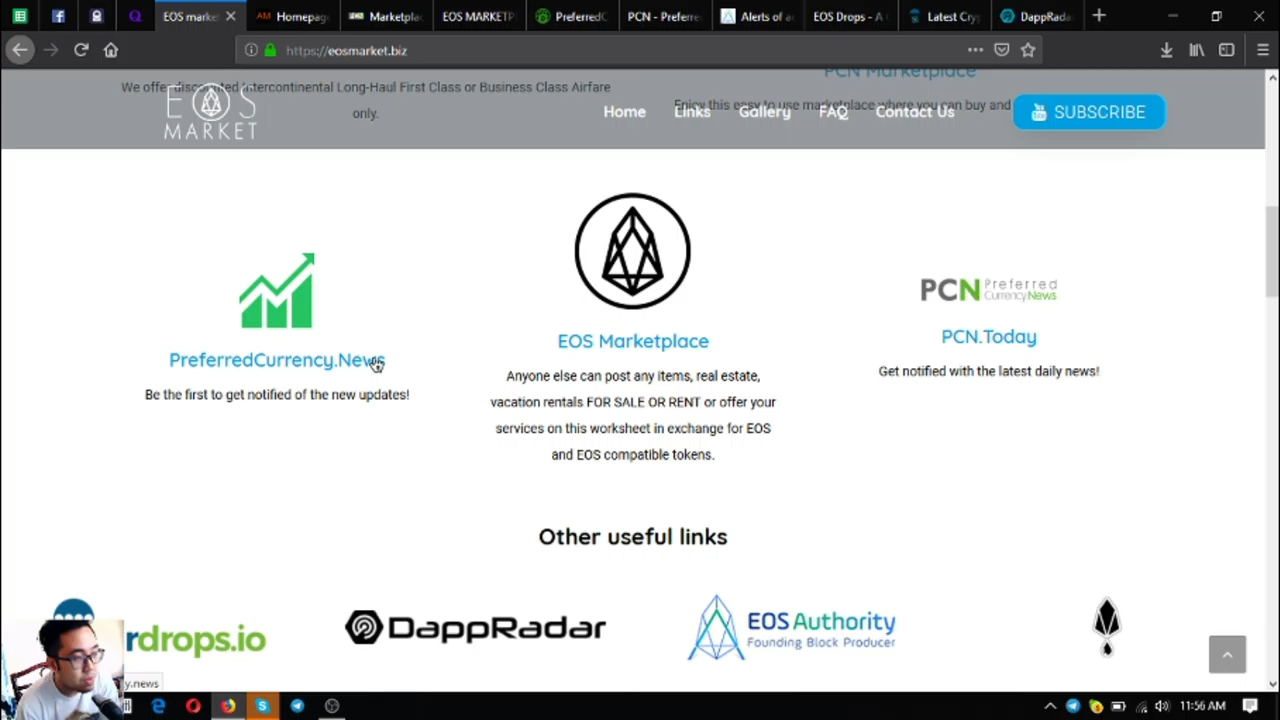 EOS market
Homepag
Marketplac
EOS MARKETP
PreferredC
PCN - Preferre
Alerts of ac
EOS Drops - A
Latest Cryp
DappRada
https://eosmarket.biz
PCN Marketplace
We offer discounted Intercontinental Long-Haul First Class or Business Class Airfare
only.
Enjoy this easy to use marketplace where you can buy and
EOS
MARKET
Home
Links
Gallery
FAQ
Contact Us
SUBSCRIBE
PreferredCurrency.News
Be the first to get notified of the new updates!
EOS Marketplace
Anyone else can post any items, real estate,
vacation rentals FOR SALE OR RENT or offer your
services on this worksheet in exchange for EOS
and EOS compatible tokens.
PCN Preferred
CurrencyNews
PCN.Today
Get notified with the latest daily news!
Other useful links
rdrops.io
DappRadar
EOS Authority
Founding Block Producer
y.news
11:56 AM